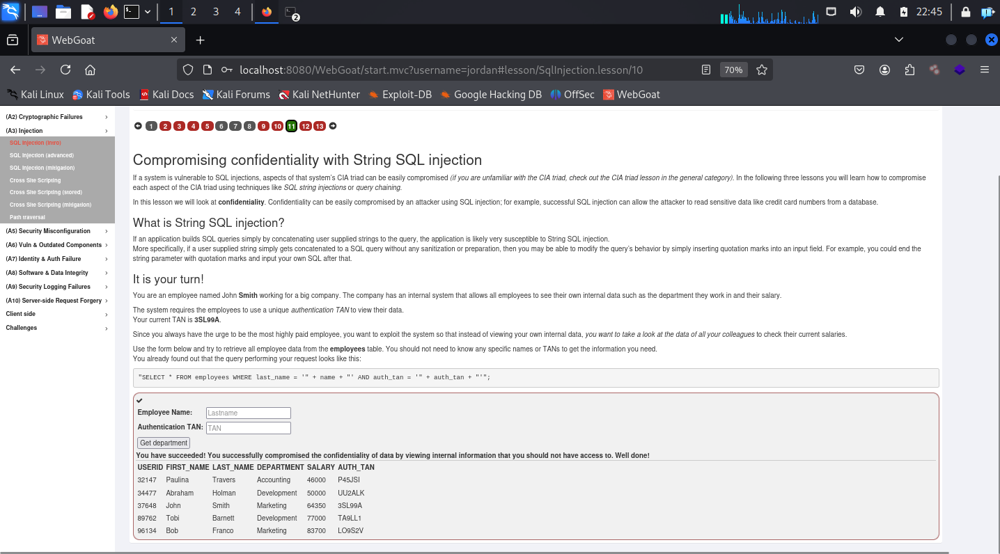 1 2 3 4 2 22:45
WebGoat
localhost:8080/WebGoat/start.mvc?username=jordan#lesson/SqlInjection.lesson/10 70%
Kali Linux Kali Tools Kali Docs Kali Forums Kali NetHunter Exploit-DB Google Hacking DB OffSec WebGoat
(A2) Cryptographic Failures
(A3) Injection
SQL Injection (intro)
SQL Injection (advanced)
SQL Injection (mitigation)
Cross Site Scripting
Cross Site Scripting (stored)
Cross Site Scripting (mitigation)
Path traversal
(A5) Security Misconfiguration
(A6) Vuln & Outdated Components
(A7) Identity & Auth Failure
(A8) Software & Data Integrity
(A9) Security Logging Failures
(A10) Server-side Request Forgery
Client side
Challenges
1 2 3 4 5 6 7 8 9 10 11 12 13
Compromising confidentiality with String SQL injection
If a system is vulnerable to SQL injections, aspects of that system's CIA triad can be easily compromised (if you are unfamiliar with the CIA triad, check out the CIA triad lesson in the general category). In the following three lessons you will learn how to compromise
each aspect of the CIA triad using techniques like SQL string injections or query chaining.
In this lesson we will look at confidentiality. Confidentiality can be easily compromised by an attacker using SQL injection; for example, successful SQL injection can allow the attacker to read sensitive data like credit card numbers from a database.
What is String SQL injection?
If an application builds SQL queries simply by concatenating user supplied strings to the query, the application is likely very susceptible to String SQL injection.
More specifically, if a user supplied string simply gets concatenated to a SQL query without any sanitization or preparation, then you may be able to modify the query's behavior by simply inserting quotation marks into an input field. For example, you could end the
string parameter with quotation marks and input your own SQL after that.
It is your turn!
You are an employee named John Smith working for a big company. The company has an internal system that allows all employees to see their own internal data such as the department they work in and their salary.
The system requires the employees to use a unique authentication TAN to view their data.
Your current TAN is 3SL99A.
Since you always have the urge to be the most highly paid employee, you want to exploit the system so that instead of viewing your own internal data, you want to take a look at the data of all your colleagues to check their current salaries.
Use the form below and try to retrieve all employee data from the employees table. You should not need to know any specific names or TANs to get the information you need.
You already found out that the query performing your request looks like this:
"SELECT * FROM employees WHERE last_name = '" + name + "' AND auth_tan = '" + auth_tan + "'";
Employee Name: Lastname
Authentication TAN: TAN
Get department
You have succeeded! You successfully compromised the confidentiality of data by viewing internal information that you should not have access to. Well done!
USERID FIRST_NAME LAST_NAME DEPARTMENT SALARY AUTH_TAN
32147 Paulina Travers Accounting 46000 P45JSI
34477 Abraham Holman Development 50000 UU2ALK
37648 John Smith Marketing 64350 3SL99A
89762 Tobi Barnett Development 77000 TA9LL1
96134 Bob Franco Marketing 83700 LO9S2V